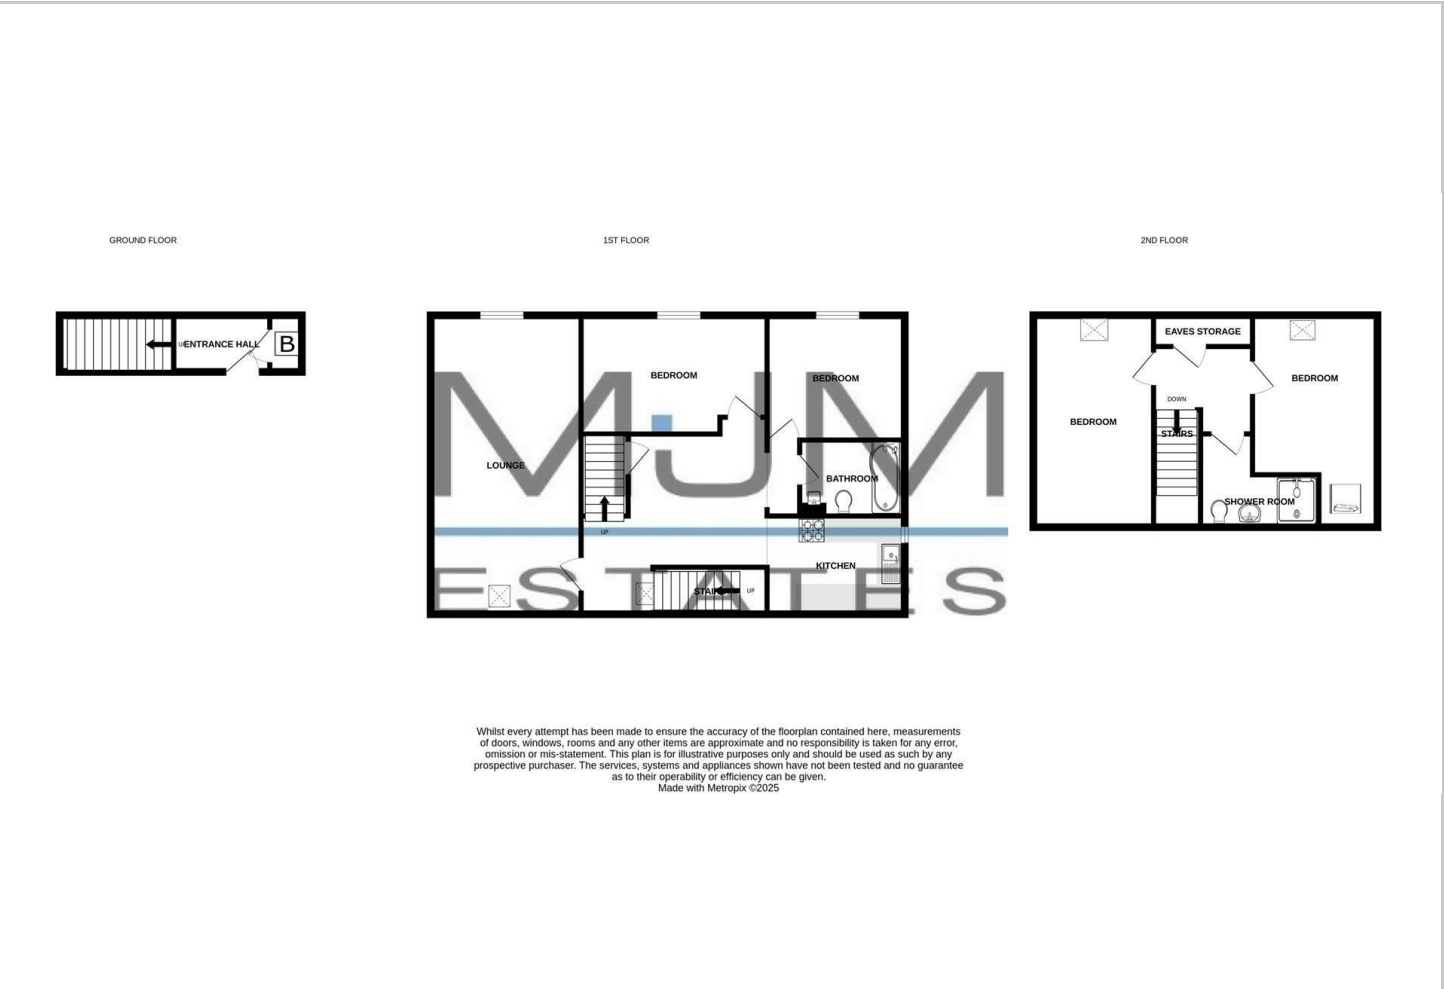 GROUND FLOOR
1ST FLOOR
2ND FLOOR
UP
ENTRANCE HALL
B
BEDROOM
BEDROOM
LOUNGE
BATHROOM
UP
KITCHEN
STAIRS
UP
EAVES STORAGE
BEDROOM
DOWN
BEDROOM
STAIRS
SHOWER ROOM
MJM
ESTATES
Whilst every attempt has been made to ensure the accuracy of the floorplan contained here, measurements
of doors, windows, rooms and any other items are approximate and no responsibility is taken for any error,
omission or mis-statement. This plan is for illustrative purposes only and should be used as such by any
prospective purchaser. The services, systems and appliances shown have not been tested and no guarantee
as to their operability or efficiency can be given.
Made with Metropix ©2025